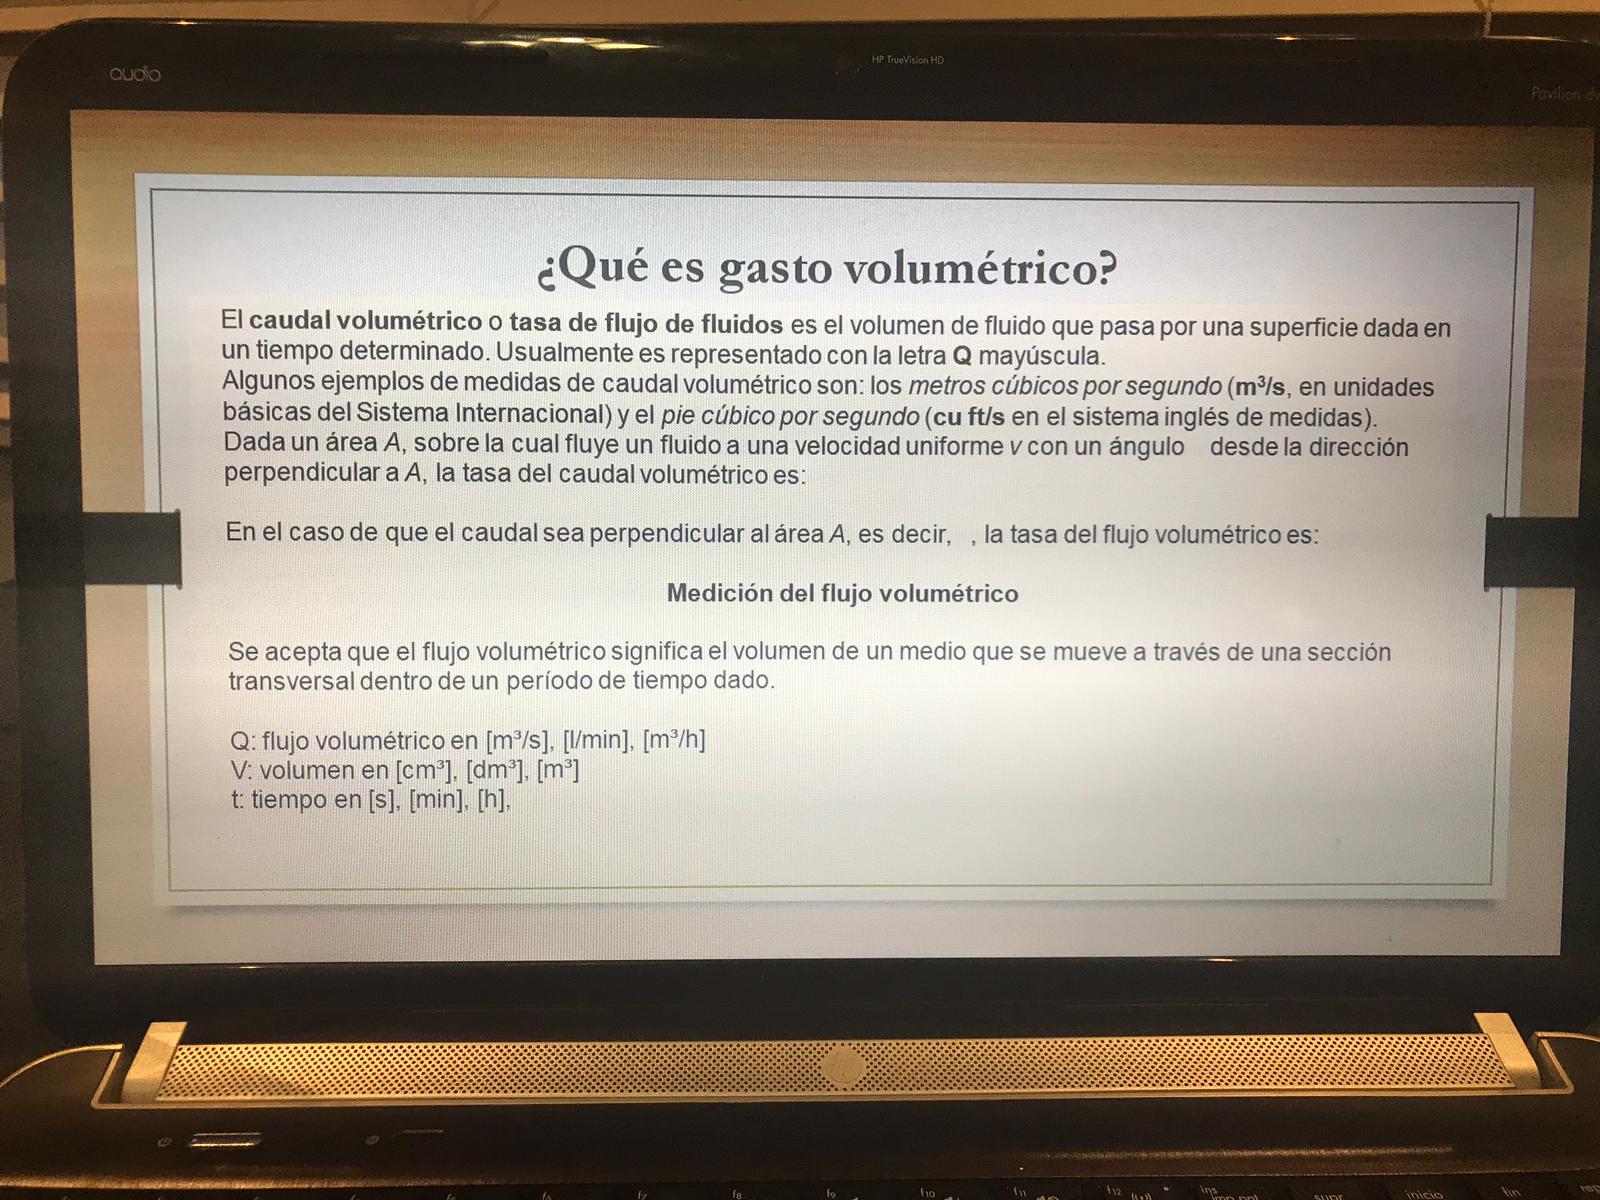 audio
HP TrueVision HD
Pavilion
¿Qué es gasto volumétrico?
El caudal volumétrico o tasa de flujo de fluidos es el volumen de fluido que pasa por una superficie dada en
un tiempo determinado. Usualmente es representado con la letra Q mayúscula.
Algunos ejemplos de medidas de caudal volumétrico son: los metros cúbicos por segundo (m³/s, en unidades
básicas del Sistema Internacional) y el pie cúbico por segundo (cu ft/s en el sistema inglés de medidas).
Dada un área A, sobre la cual fluye un fluido a una velocidad uniforme v con un ángulo desde la dirección
perpendicular a A, la tasa del caudal volumétrico es:
En el caso de que el caudal sea perpendicular al área A, es decir, , la tasa del flujo volumétrico es:
Medición del flujo volumétrico
Se acepta que el flujo volumétrico significa el volumen de un medio que se mueve a través de una sección
transversal dentro de un período de tiempo dado.
Q: flujo volumétrico en [m³/s], [l/min], [m³/h]
V: volumen en [cm³], [dm³], [m³]
t: tiempo en [s], [min], [h],
hp
f6 f7 f8 f9 f10 f11 f12 ins supr inicio fin